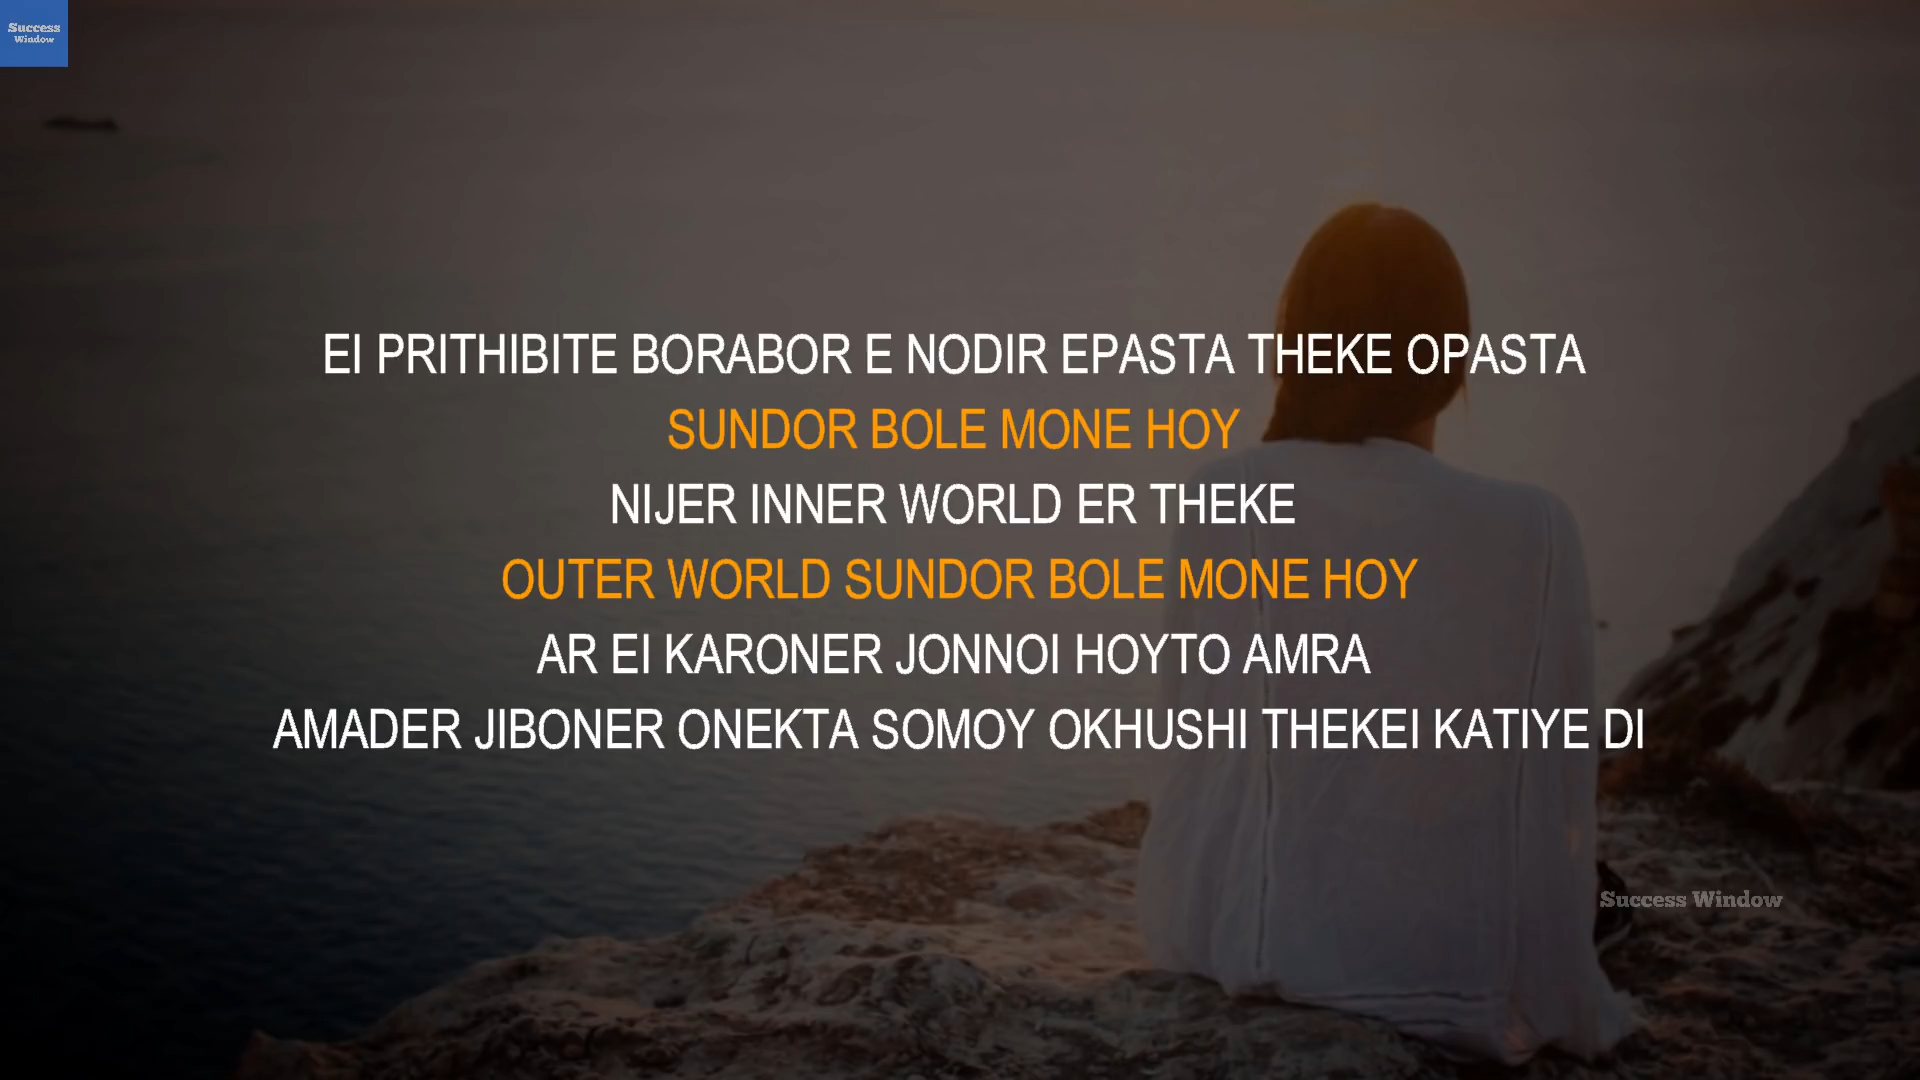 Success
Window
EI PRITHIBITE BORABOR E NODIR EPASTA THEKE OPASTA
SUNDOR BOLE MONE HOY
NIJER INNER WORLD ER THEKE
OUTER WORLD SUNDOR BOLE MONE HOY
AR EI KARONER JONNOI HOYTO AMRA
AMADER JIBONER ONEKTA SOMOY OKHUSHI THEKEI KATIYE DI
Success Window